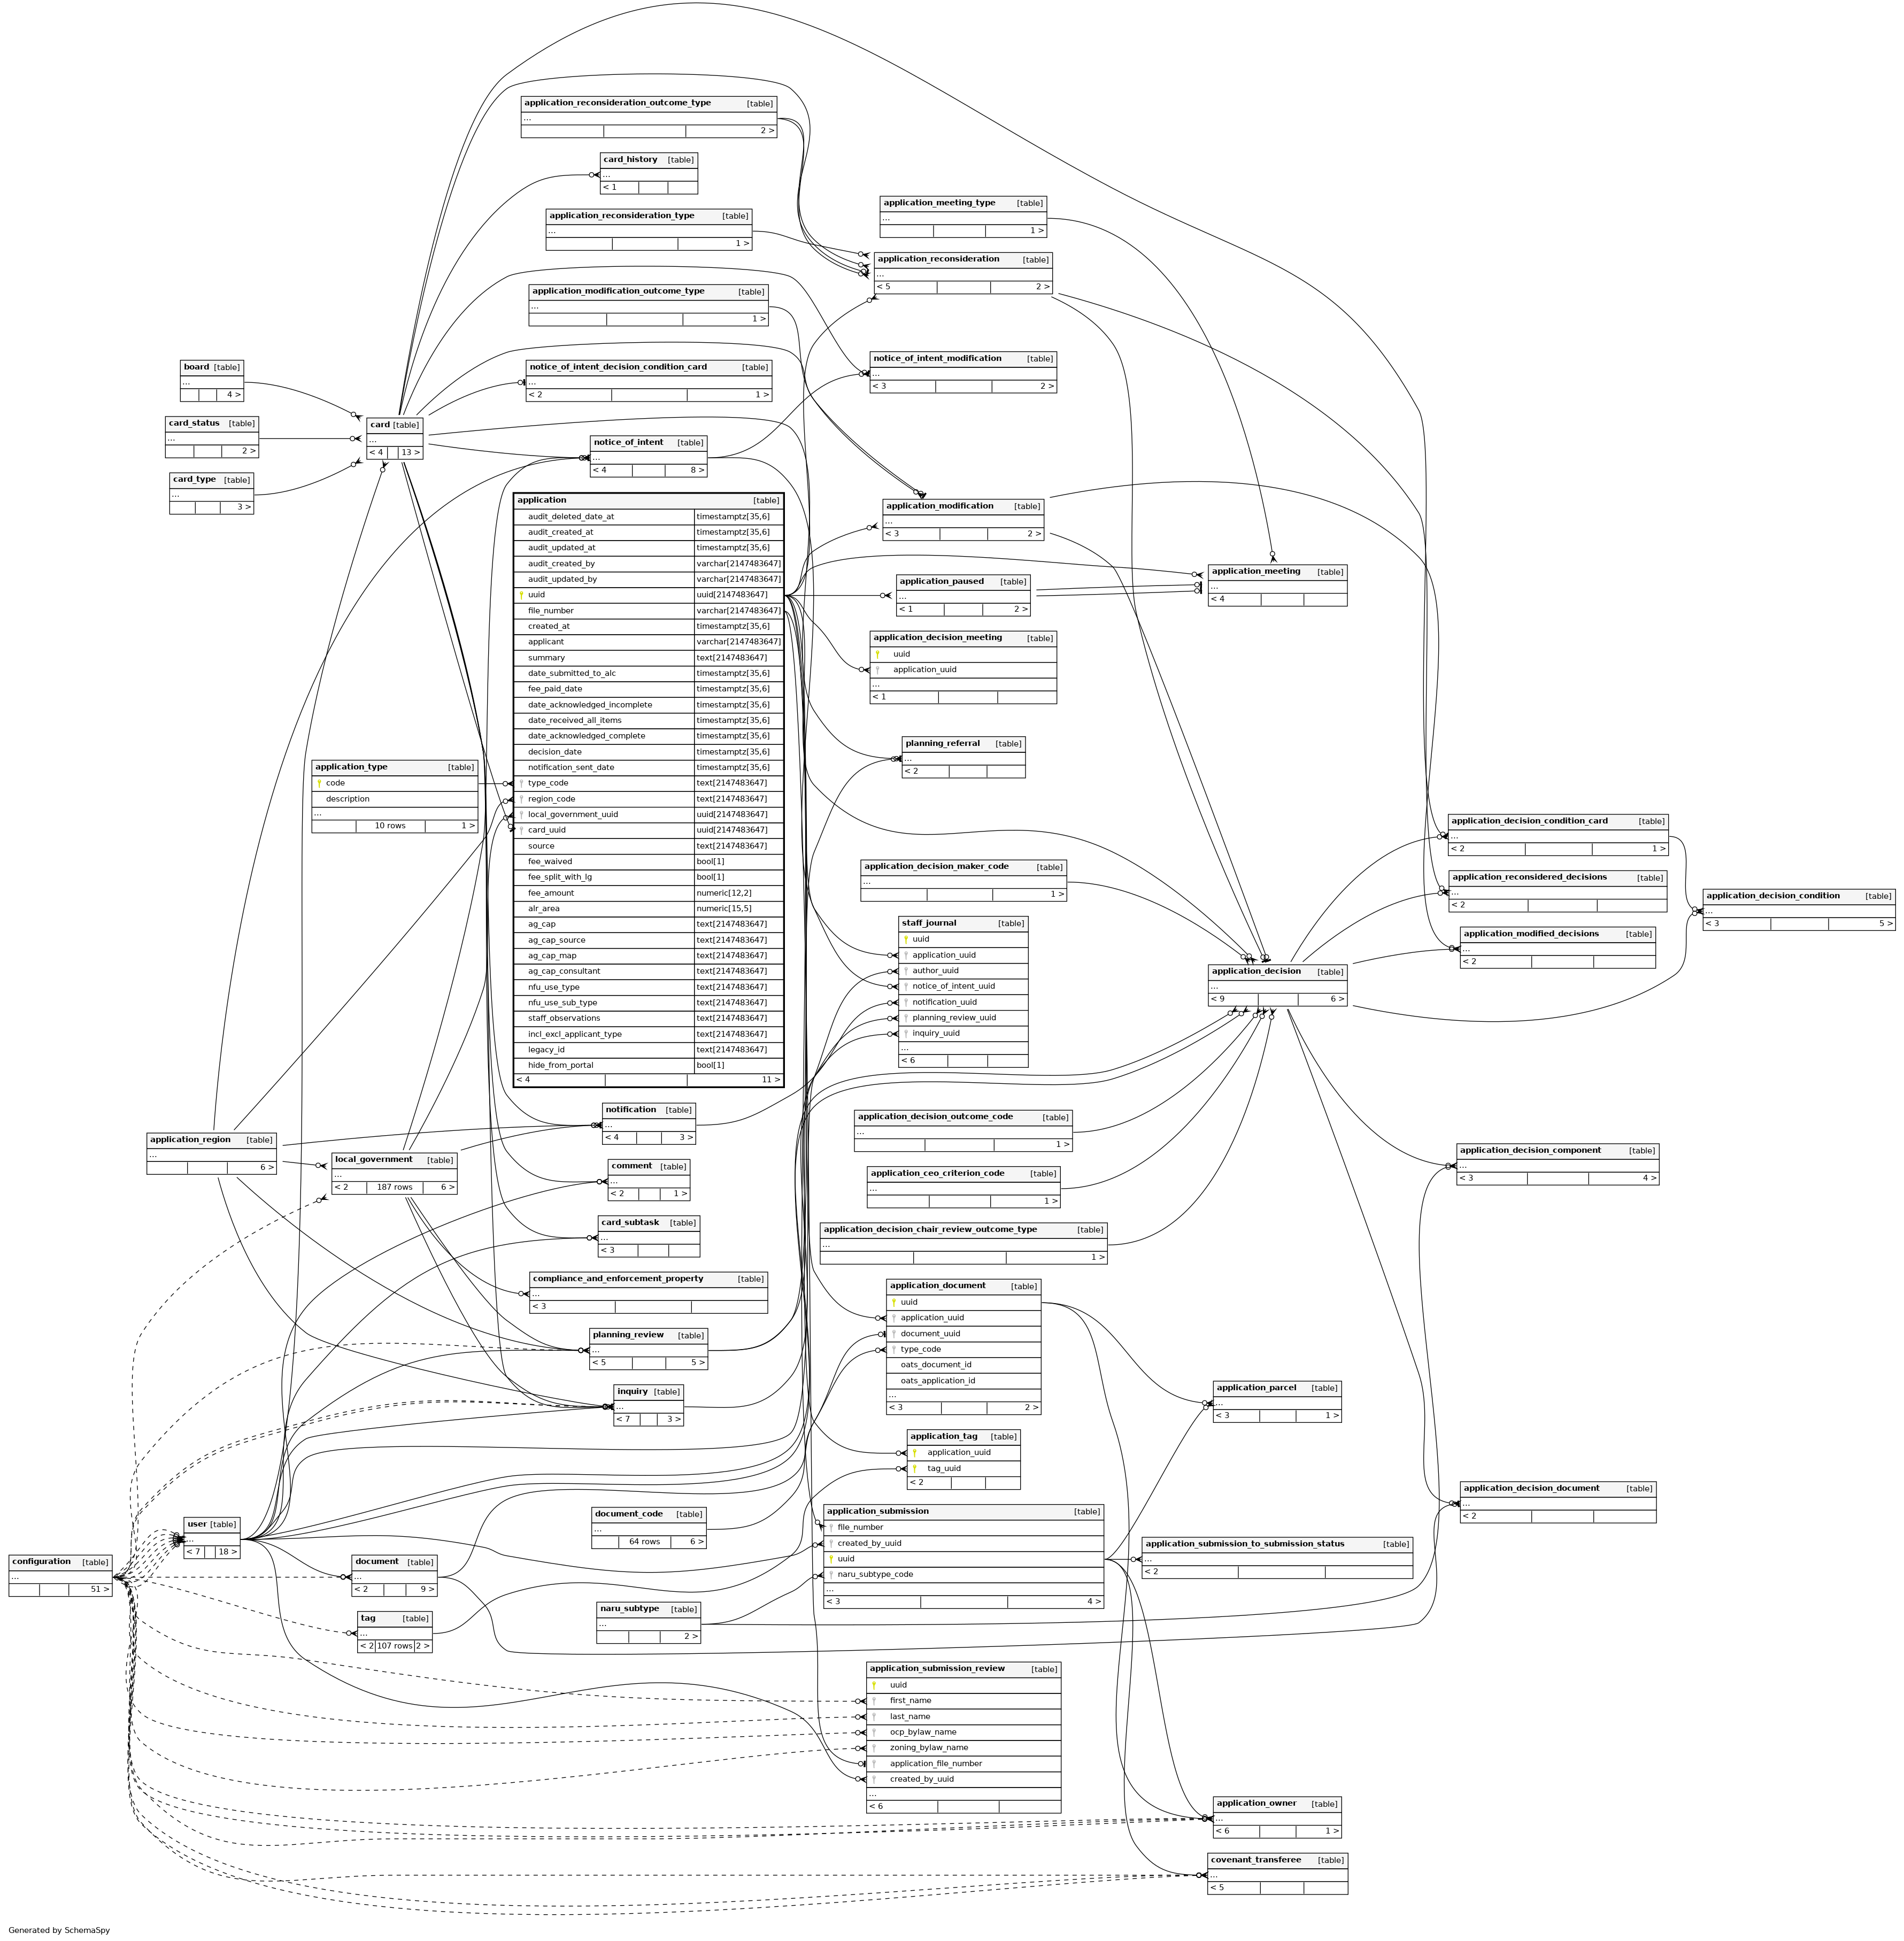 application_reconsideration_outcome_type [table]
...
2 >
card_history [table]
...
< 1
application_reconsideration_type [table]
...
1 >
application_meeting_type [table]
...
1 >
application_reconsideration [table]
...
< 5 2 >
application_modification_outcome_type [table]
...
1 >
notice_of_intent_modification [table]
...
< 3 2 >
board [table]
...
4 >
notice_of_intent_decision_condition_card [table]
...
< 2 1 >
card_status [table]
...
2 >
card [table]
...
< 4 13 >
card_type [table]
...
3 >
notice_of_intent [table]
...
< 4 8 >
application [table]
audit_deleted_date_at timestamptz[35,6]
audit_created_at timestamptz[35,6]
audit_updated_at timestamptz[35,6]
audit_created_by varchar[2147483647]
audit_updated_by varchar[2147483647]
uuid uuid[2147483647]
file_number varchar[2147483647]
created_at timestamptz[35,6]
applicant varchar[2147483647]
summary text[2147483647]
date_submitted_to_alc timestamptz[35,6]
fee_paid_date timestamptz[35,6]
date_acknowledged_incomplete timestamptz[35,6]
date_received_all_items timestamptz[35,6]
date_acknowledged_complete timestamptz[35,6]
decision_date timestamptz[35,6]
notification_sent_date timestamptz[35,6]
type_code text[2147483647]
region_code text[2147483647]
local_government_uuid uuid[2147483647]
card_uuid uuid[2147483647]
source text[2147483647]
fee_waived bool[1]
fee_split_with_lg bool[1]
fee_amount numeric[12,2]
alr_area numeric[15,5]
ag_cap text[2147483647]
ag_cap_source text[2147483647]
ag_cap_map text[2147483647]
ag_cap_consultant text[2147483647]
nfu_use_type text[2147483647]
nfu_use_sub_type text[2147483647]
staff_observations text[2147483647]
incl_excl_applicant_type text[2147483647]
legacy_id text[2147483647]
hide_from_portal bool[1]
< 4 11 >
application_modification [table]
...
< 3 2 >
application_paused [table]
...
< 1 2 >
application_meeting [table]
...
< 4
application_decision_meeting [table]
uuid
application_uuid
...
< 1
planning_referral [table]
...
< 2
application_type [table]
code
description
...
10 rows 1 >
application_decision_condition_card [table]
...
< 2 1 >
application_decision_maker_code [table]
...
1 >
application_reconsidered_decisions [table]
...
< 2
application_decision_condition [table]
...
< 3 5 >
staff_journal [table]
uuid
application_uuid
author_uuid
notice_of_intent_uuid
notification_uuid
planning_review_uuid
inquiry_uuid
...
< 6
application_modified_decisions [table]
...
< 2
application_decision [table]
...
< 9 6 >
notification [table]
...
< 4 3 >
application_decision_outcome_code [table]
...
1 >
application_region [table]
...
6 >
local_government [table]
...
< 2 187 rows 6 >
comment [table]
...
< 2 1 >
application_ceo_criterion_code [table]
...
1 >
application_decision_component [table]
...
< 3 4 >
card_subtask [table]
...
< 3
application_decision_chair_review_outcome_type [table]
...
1 >
compliance_and_enforcement_property [table]
...
< 3
application_document [table]
uuid
application_uuid
document_uuid
type_code
oats_document_id
oats_application_id
...
< 3 2 >
planning_review [table]
...
< 5 5 >
inquiry [table]
...
< 7 3 >
application_parcel [table]
...
< 3 1 >
application_tag [table]
application_uuid
tag_uuid
< 2
application_decision_document [table]
...
< 2
document_code [table]
...
64 rows 6 >
application_submission [table]
file_number
created_by_uuid
uuid
naru_subtype_code
...
< 3 4 >
user [table]
...
< 7 18 >
application_submission_to_submission_status [table]
...
< 2
configuration [table]
...
51 >
document [table]
...
< 2 9 >
tag [table]
...
< 2 107 rows 2 >
naru_subtype [table]
...
2 >
application_submission_review [table]
uuid
first_name
last_name
ocp_bylaw_name
zoning_bylaw_name
application_file_number
created_by_uuid
...
< 6
application_owner [table]
...
< 6 1 >
covenant_transferee [table]
...
< 5
Generated by SchemaSpy